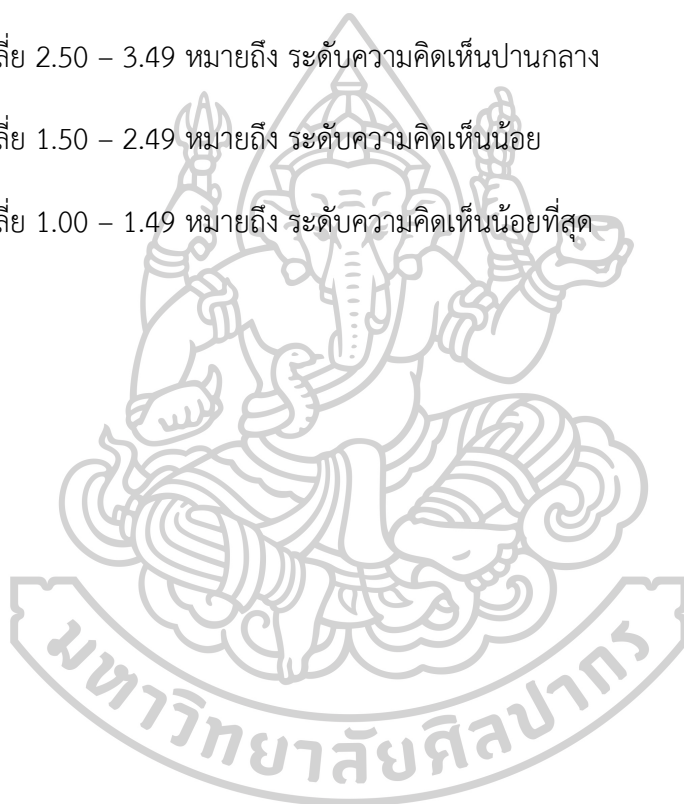 ลี่ย 2.50 – 3.49 หมายถึง ระดับความคิดเห็นปานกลาง
ลี่ย 1.50 – 2.49 หมายถึง ระดับความคิดเห็นน้อย
ลี่ย 1.00 – 1.49 หมายถึง ระดับความคิดเห็นน้อยที่สุด
มหาวิทยาลัยศิลปากร